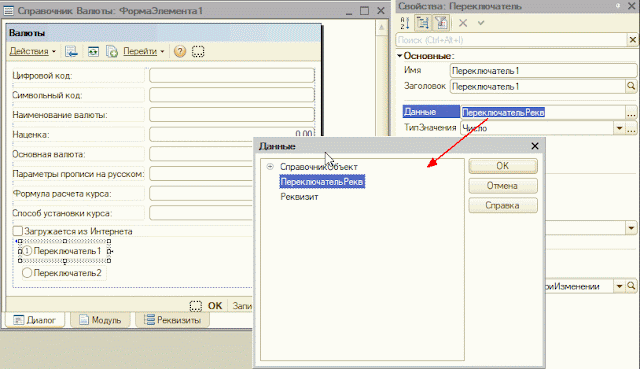 Справочник Валюты: ФормаЭлемента1
Валюты
Действия
Перейти
Цифровой код:
Символьный код:
Наименование валюты:
Наценка: 0,00
Основная валюта:
Параметры прописи на русском:
Формула расчета курса:
Способ установки курса:
Загружается из Интернета
1 Переключатель1
Переключатель2
OK Запи
Диалог Модуль Реквизиты
Свойства: Переключатель
Поиск (Ctrl+Alt+I)
Основные:
Имя Переключатель1
Заголовок Переключатель1
Данные ПереключательРекв ...
ТипЗначения Число ...
риИзменении
Данные
СправочникОбъект
ПереключательРекв
Реквизит
OK
Отмена
Справка